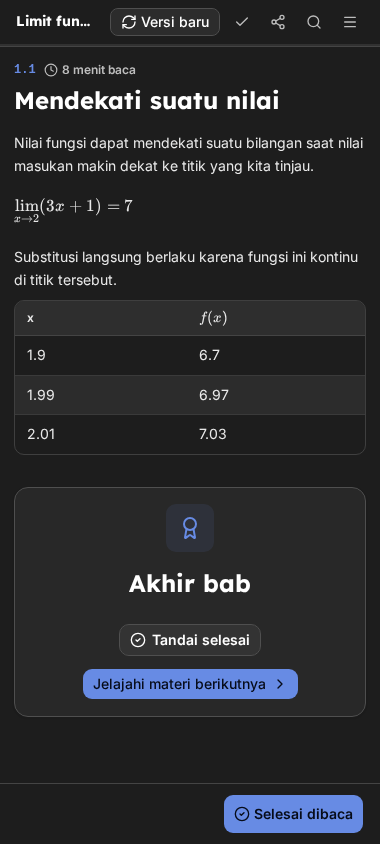 Limit fun...
Versi baru
1.1
8 menit baca
Mendekati suatu nilai
Nilai fungsi dapat mendekati suatu bilangan saat nilai
masukan makin dekat ke titik yang kita tinjau.
lim x→2 (3x + 1) = 7
Substitusi langsung berlaku karena fungsi ini kontinu
di titik tersebut.
x f(x)
1.9 6.7
1.99 6.97
2.01 7.03
Akhir bab
Tandai selesai
Jelajahi materi berikutnya
Selesai dibaca